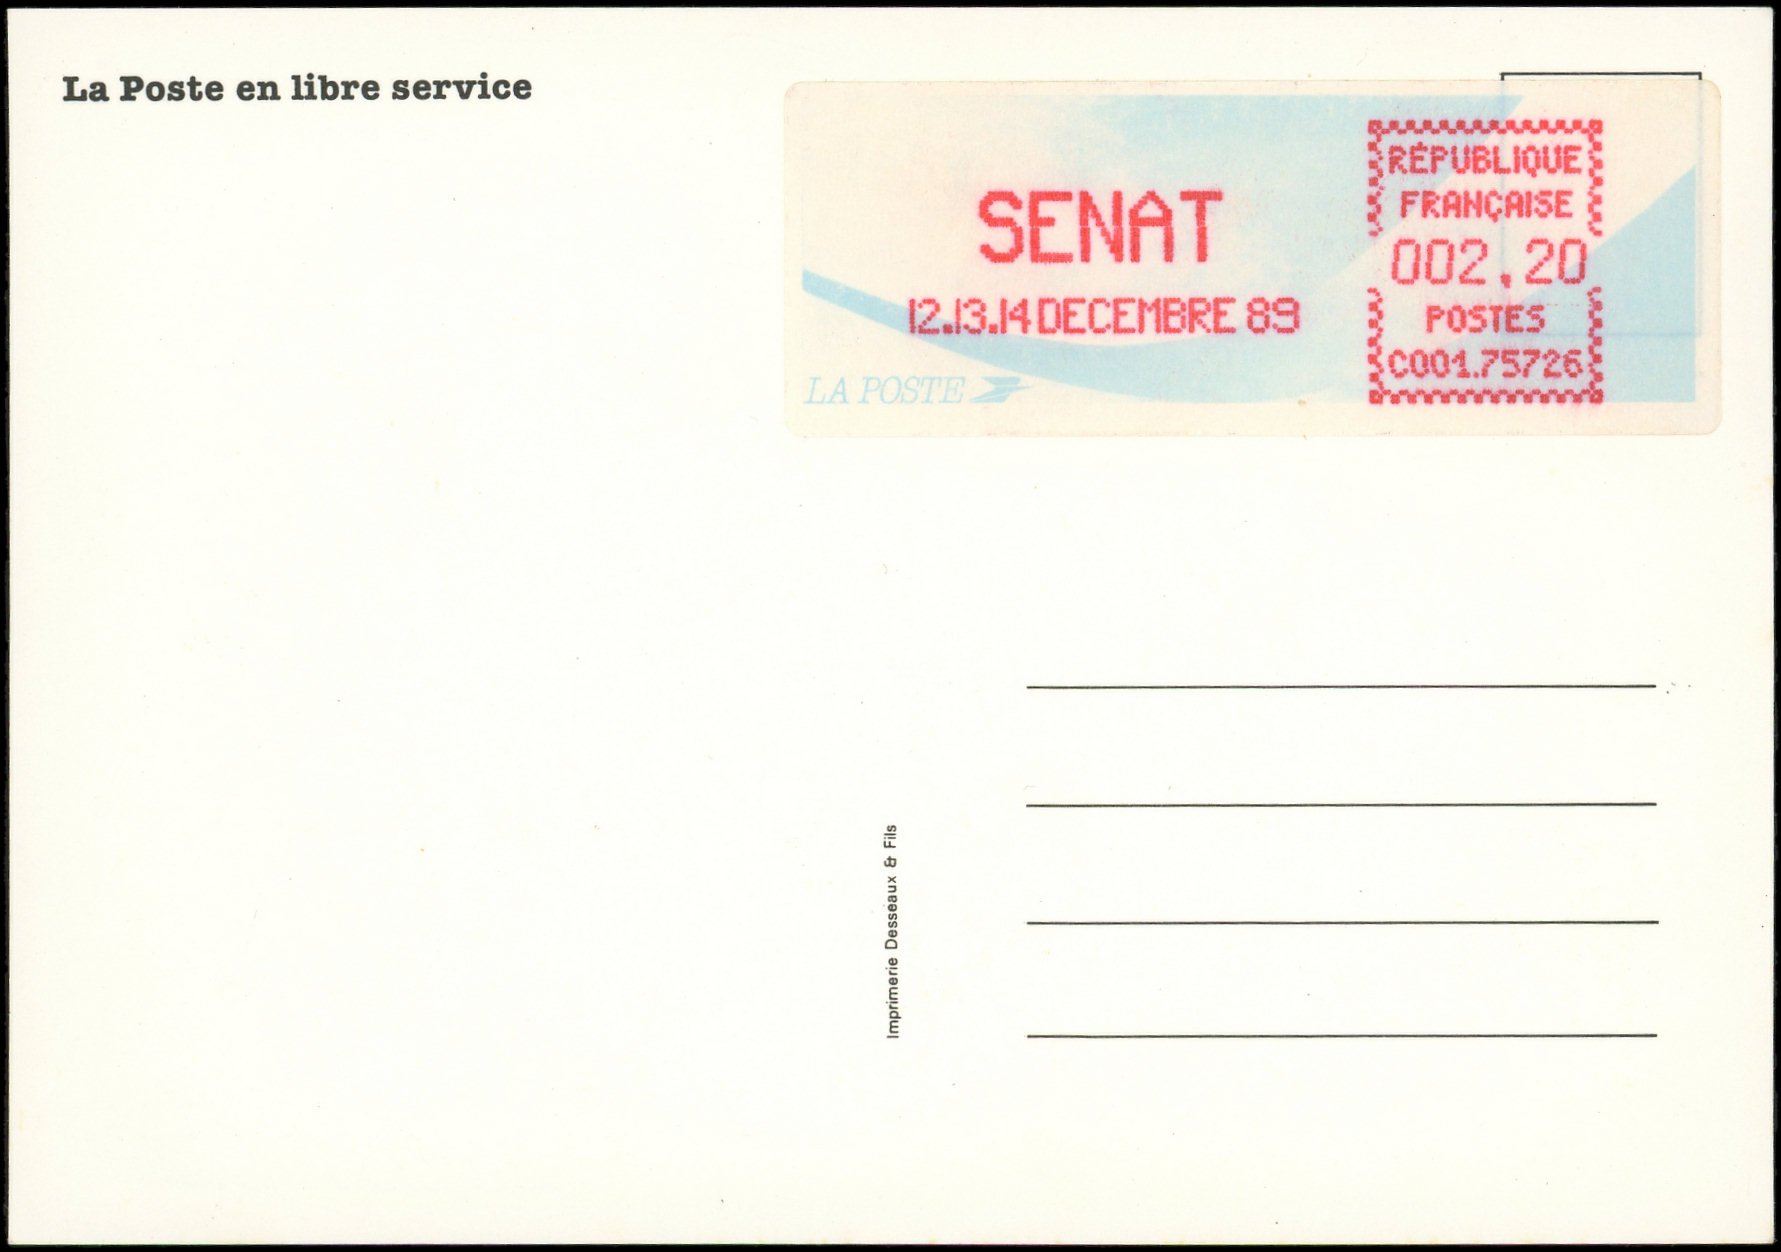 La Poste en libre service
SENAT
12.13.14 DECEMBRE 89
LA POSTE
RÉPUBLIQUE
FRANÇAISE
002,20
POSTES
C001.75726
Imprimerie Desseaux & Fils